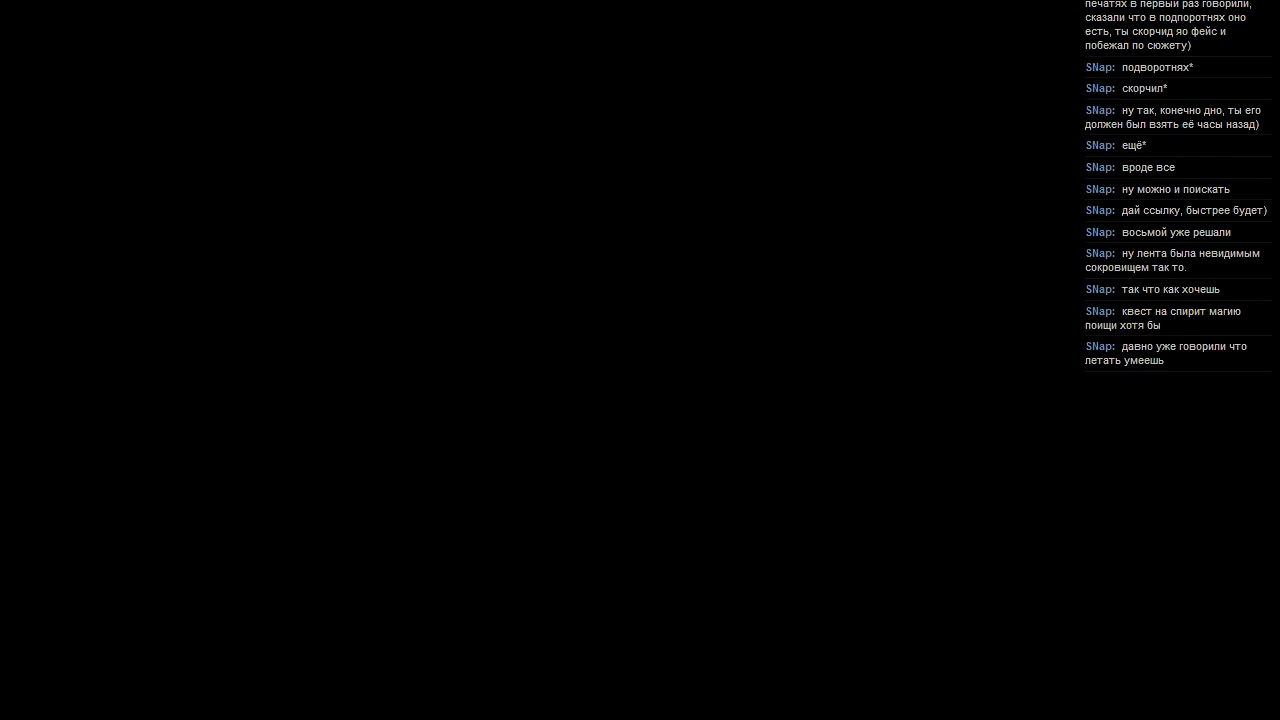 печатях в первый раз говорили,
сказали что в подпоротнях оно
есть, ты скорчид яо фейс и
побежал по сюжету)
SNap: подворотнях*
SNap: скорчил*
SNap: ну так, конечно дно, ты его
должен был взять её часы назад)
SNap: ещё*
SNap: вроде все
SNap: ну можно и поискать
SNap: дай ссылку, быстрее будет)
SNap: восьмой уже решали
SNap: ну лента была невидимым
сокровищем так то.
SNap: так что как хочешь
SNap: квест на спирит магию
поищи хотя бы
SNap: давно уже говорили что
летать умеешь